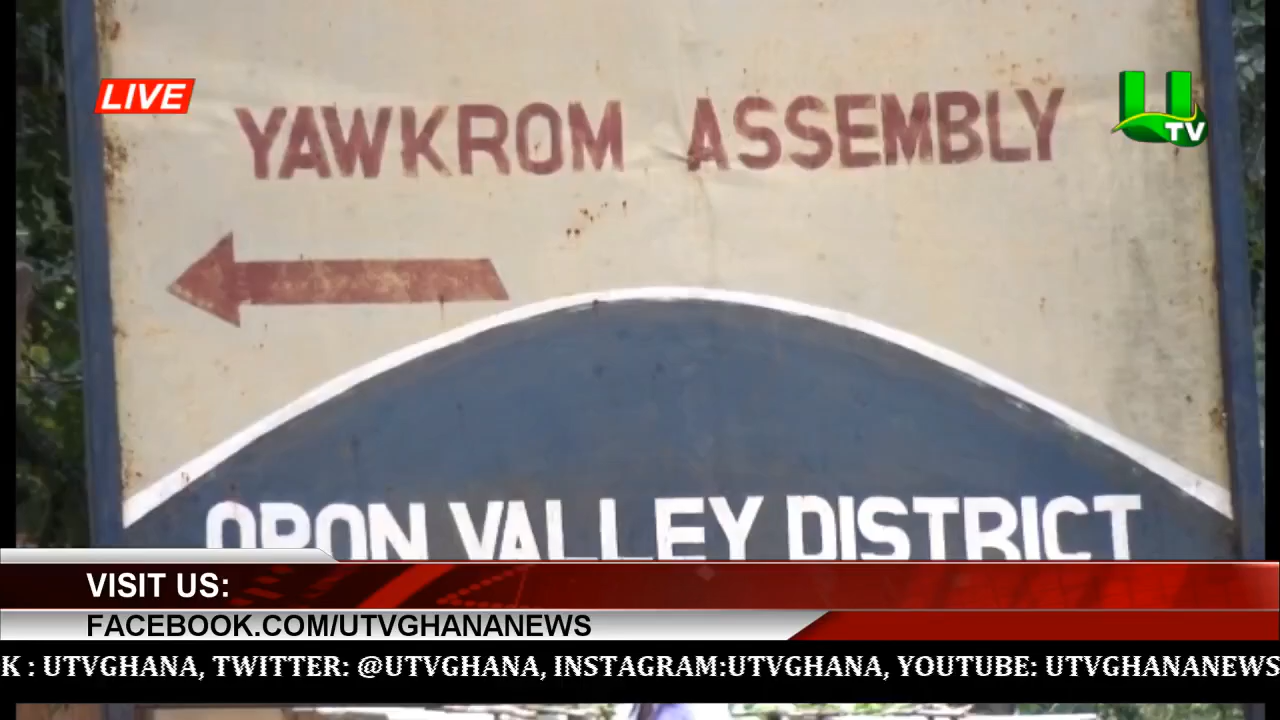 LIVE
U
TV
YAWKROM ASSEMBLY
VALLEY DISTRICT
VISIT US:
FACEBOOK.COM/UTVGHANANEWS
K : UTVGHANA, TWITTER: @UTVGHANA, INSTAGRAM:UTVGHANA, YOUTUBE: UTVGHANANEWS